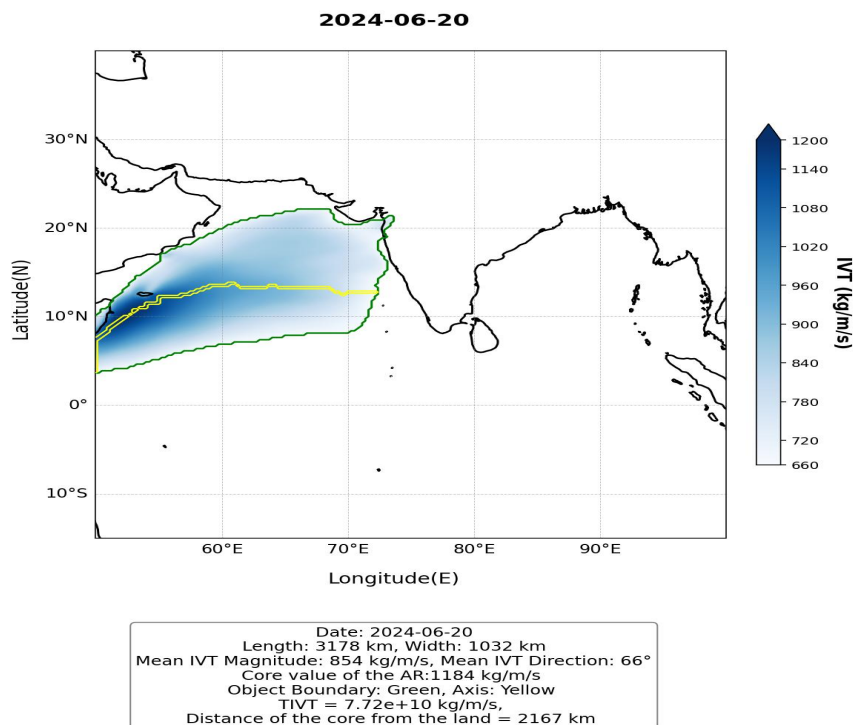 2024-06-20
30°N
20°N
10°N
0°
10°S
Latitude(N)
60°E
70°E
80°E
90°E
Longitude(E)
1200
1140
1080
1020
960
900
840
780
720
660
IVT (kg/m/s)
Date: 2024-06-20
Length: 3178 km, Width: 1032 km
Mean IVT Magnitude: 854 kg/m/s, Mean IVT Direction: 66°
Core value of the AR:1184 kg/m/s
Object Boundary: Green, Axis: Yellow
TIVT = 7.72e+10 kg/m/s,
Distance of the core from the land = 2167 km